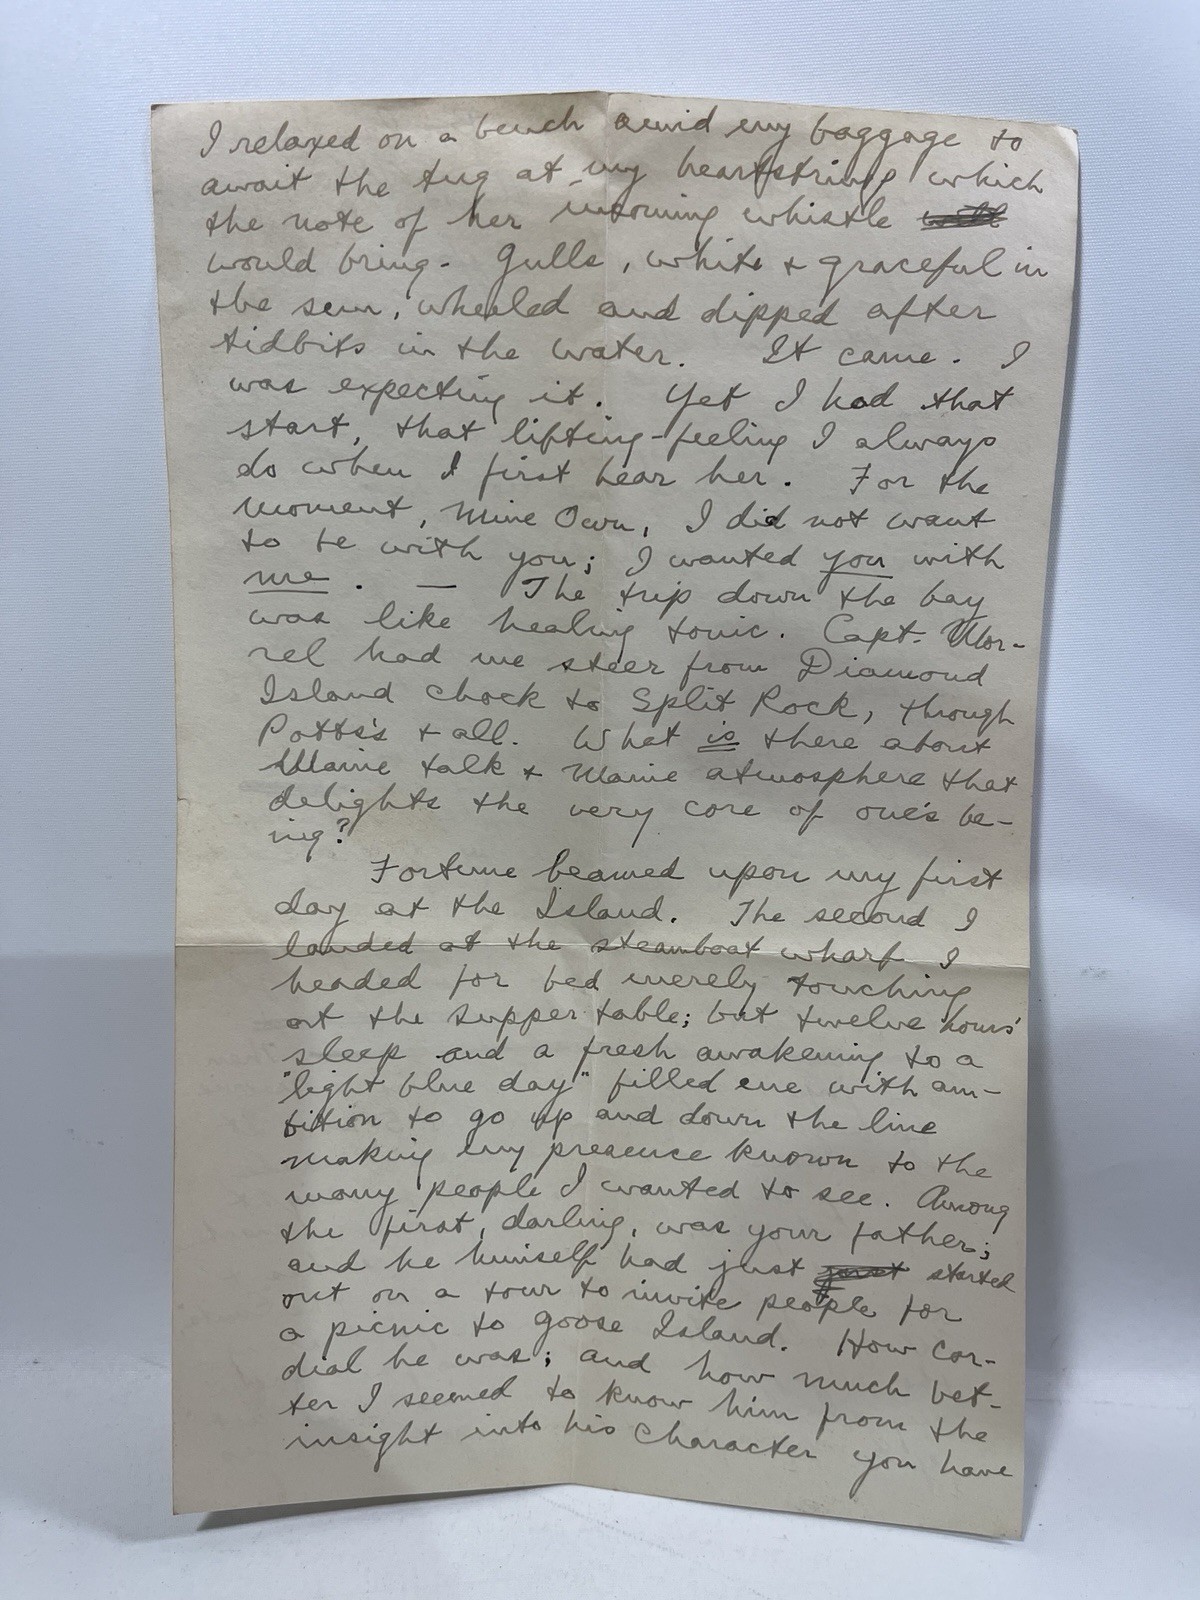 I relaxed on a bench amid my baggage to
await the tug at my heartstrings which
the note of her incoming whistle will
would bring. Gulls, white & graceful in
the sun, wheeled and dipped after
tidbits in the water. It came. I
was expecting it. Yet I had that
start, that lifting-feeling I always
do when I first hear her. For the
moment, Mine Own, I did not want
to be with you; I wanted you with
me. — The trip down the bay
was like healing tonic. Capt. Mor-
rel had me steer from Diamond
Island chock to Split Rock, through
Potts's & all. What is there about
Maine talk & Maine atmosphere that
delights the very core of one's be-
ing?
Fortune beamed upon my first
day at the Island. The second I
landed at the steamboat wharf I
headed for bed merely touching
at the supper table; but twelve hours'
sleep and a fresh awakening to a
"light blue day" filled me with am-
bition to go up and down the line
making my presence known to the
many people I wanted to see. Among
the first, darling, was your father;
and he himself had just started
out on a tour to invite people for
a picnic to Goose Island. How cor-
dial he was; and how much bet-
ter I seemed to know him from the
insight into his character you have